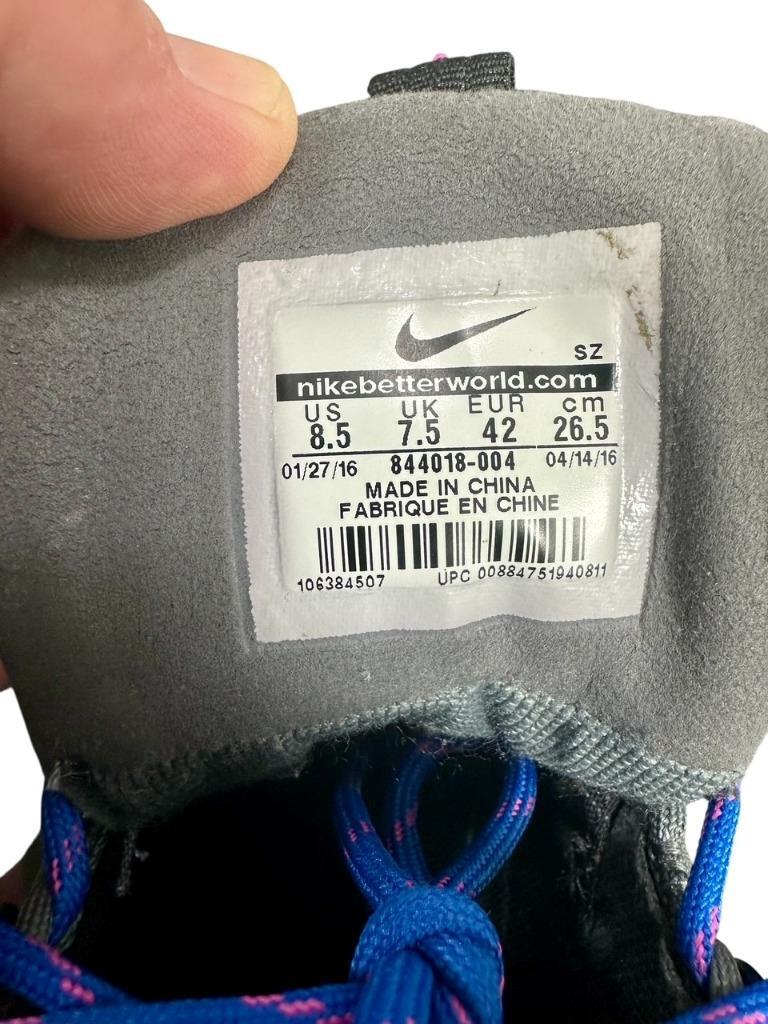 SZ
nikebetterworld.com
US UK EUR cm
8.5 7.5 42 26.5
01/27/16 844018-004 04/14/16
MADE IN CHINA
FABRIQUE EN CHINE
106384507 UPC 00884751940811